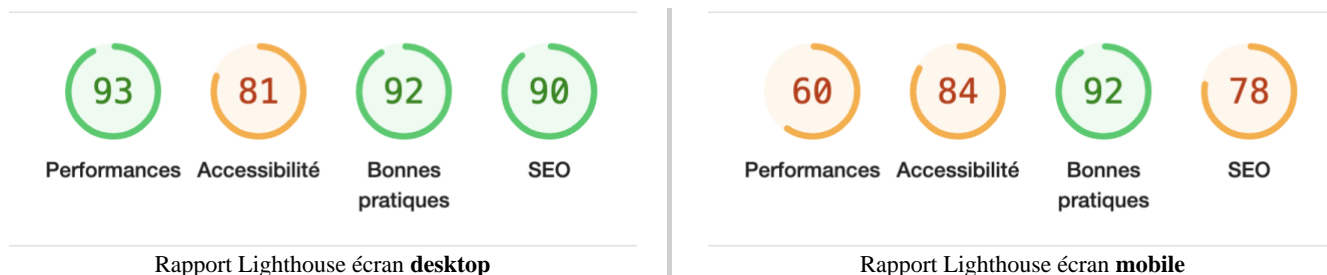 93 81 92 90
Performances Accessibilité Bonnes pratiques SEO
Rapport Lighthouse écran desktop
60 84 92 78
Performances Accessibilité Bonnes pratiques SEO
Rapport Lighthouse écran mobile